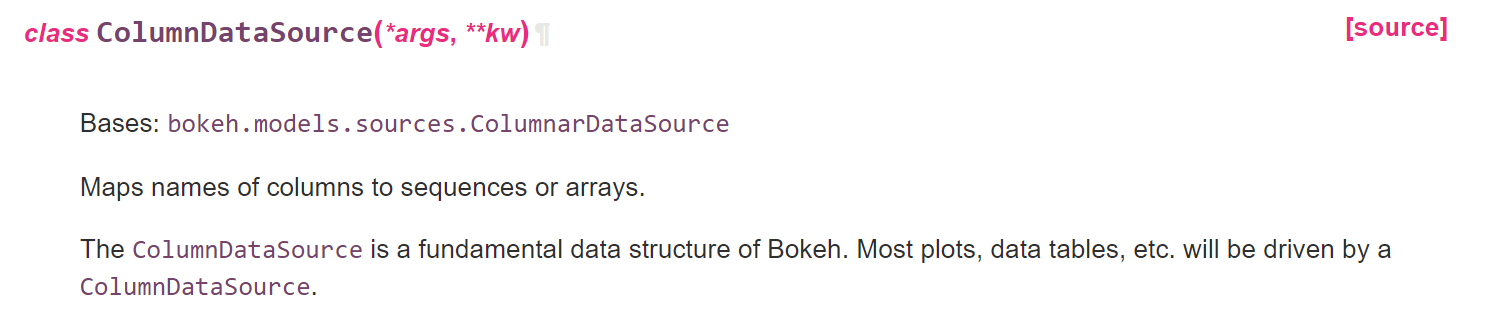 class ColumnDataSource(*args, **kw)¶ [source]
Bases: bokeh.models.sources.ColumnarDataSource
Maps names of columns to sequences or arrays.
The ColumnDataSource is a fundamental data structure of Bokeh. Most plots, data tables, etc. will be driven by a
ColumnDataSource.